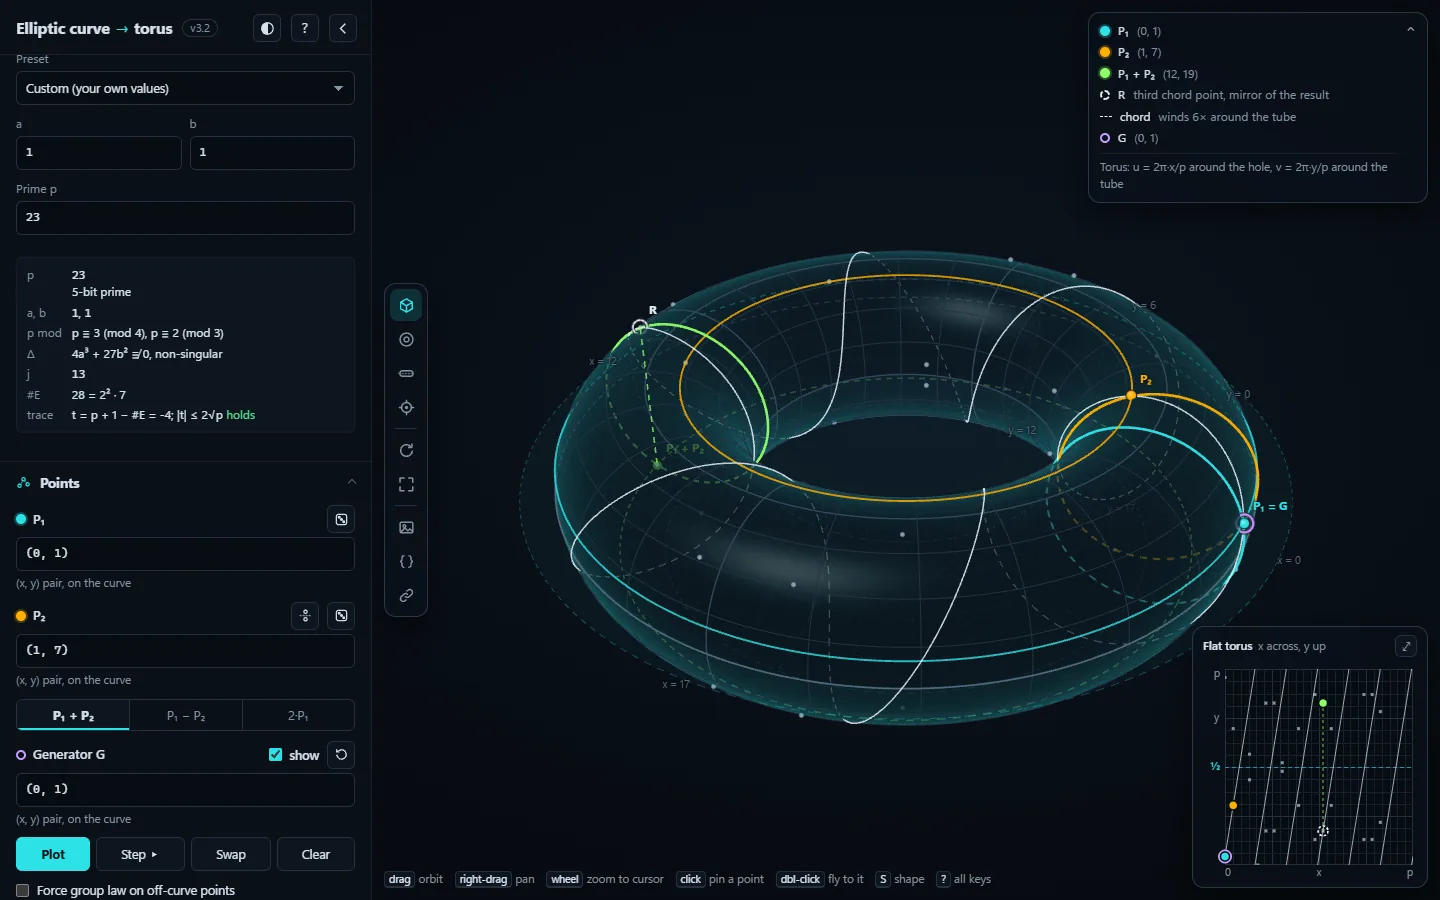 Elliptic curve → torus v3.2 ?
Preset
Custom (your own values)
a b
1 1
Prime p
23
p 23
5-bit prime
a, b 1, 1
p mod p ≡ 3 (mod 4), p ≡ 2 (mod 3)
Δ 4a³ + 27b² ≢ 0, non-singular
j 13
#E 28 = 2² · 7
trace t = p + 1 − #E = -4; |t| ≤ 2√p holds
Points
P₁
(0, 1)
(x, y) pair, on the curve
P₂
(1, 7)
(x, y) pair, on the curve
P₁ + P₂ P₁ − P₂ 2·P₁
Generator G show
(0, 1)
(x, y) pair, on the curve
Plot Step ▸ Swap Clear
Force group law on off-curve points
P₁ (0, 1)
P₂ (1, 7)
P₁ + P₂ (12, 19)
R third chord point, mirror of the result
chord winds 6× around the tube
G (0, 1)
Torus: u = 2π·x/p around the hole, v = 2π·y/p around the
tube
R
y = 6
x = 12
P₂
y = 0
y = 12
P₁ + P₂
P₁ = G
x = 0
x = 17
Flat torus x across, y up
p
y
½
0 x p
drag orbit right-drag pan wheel zoom to cursor click pin a point dbl-click fly to it S shape ? all keys